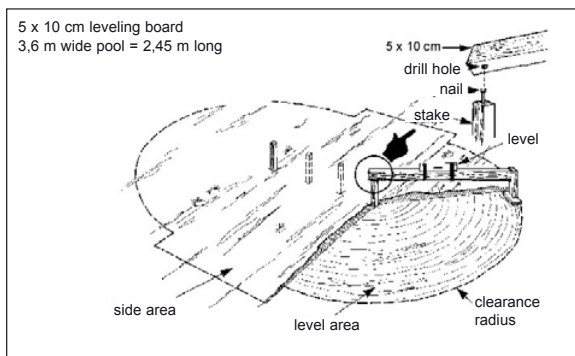 5 x 10 cm leveling board
3,6 m wide pool = 2,45 m long
5 x 10 cm
drill hole
nail
stake
level
side area
level area
clearance
radius